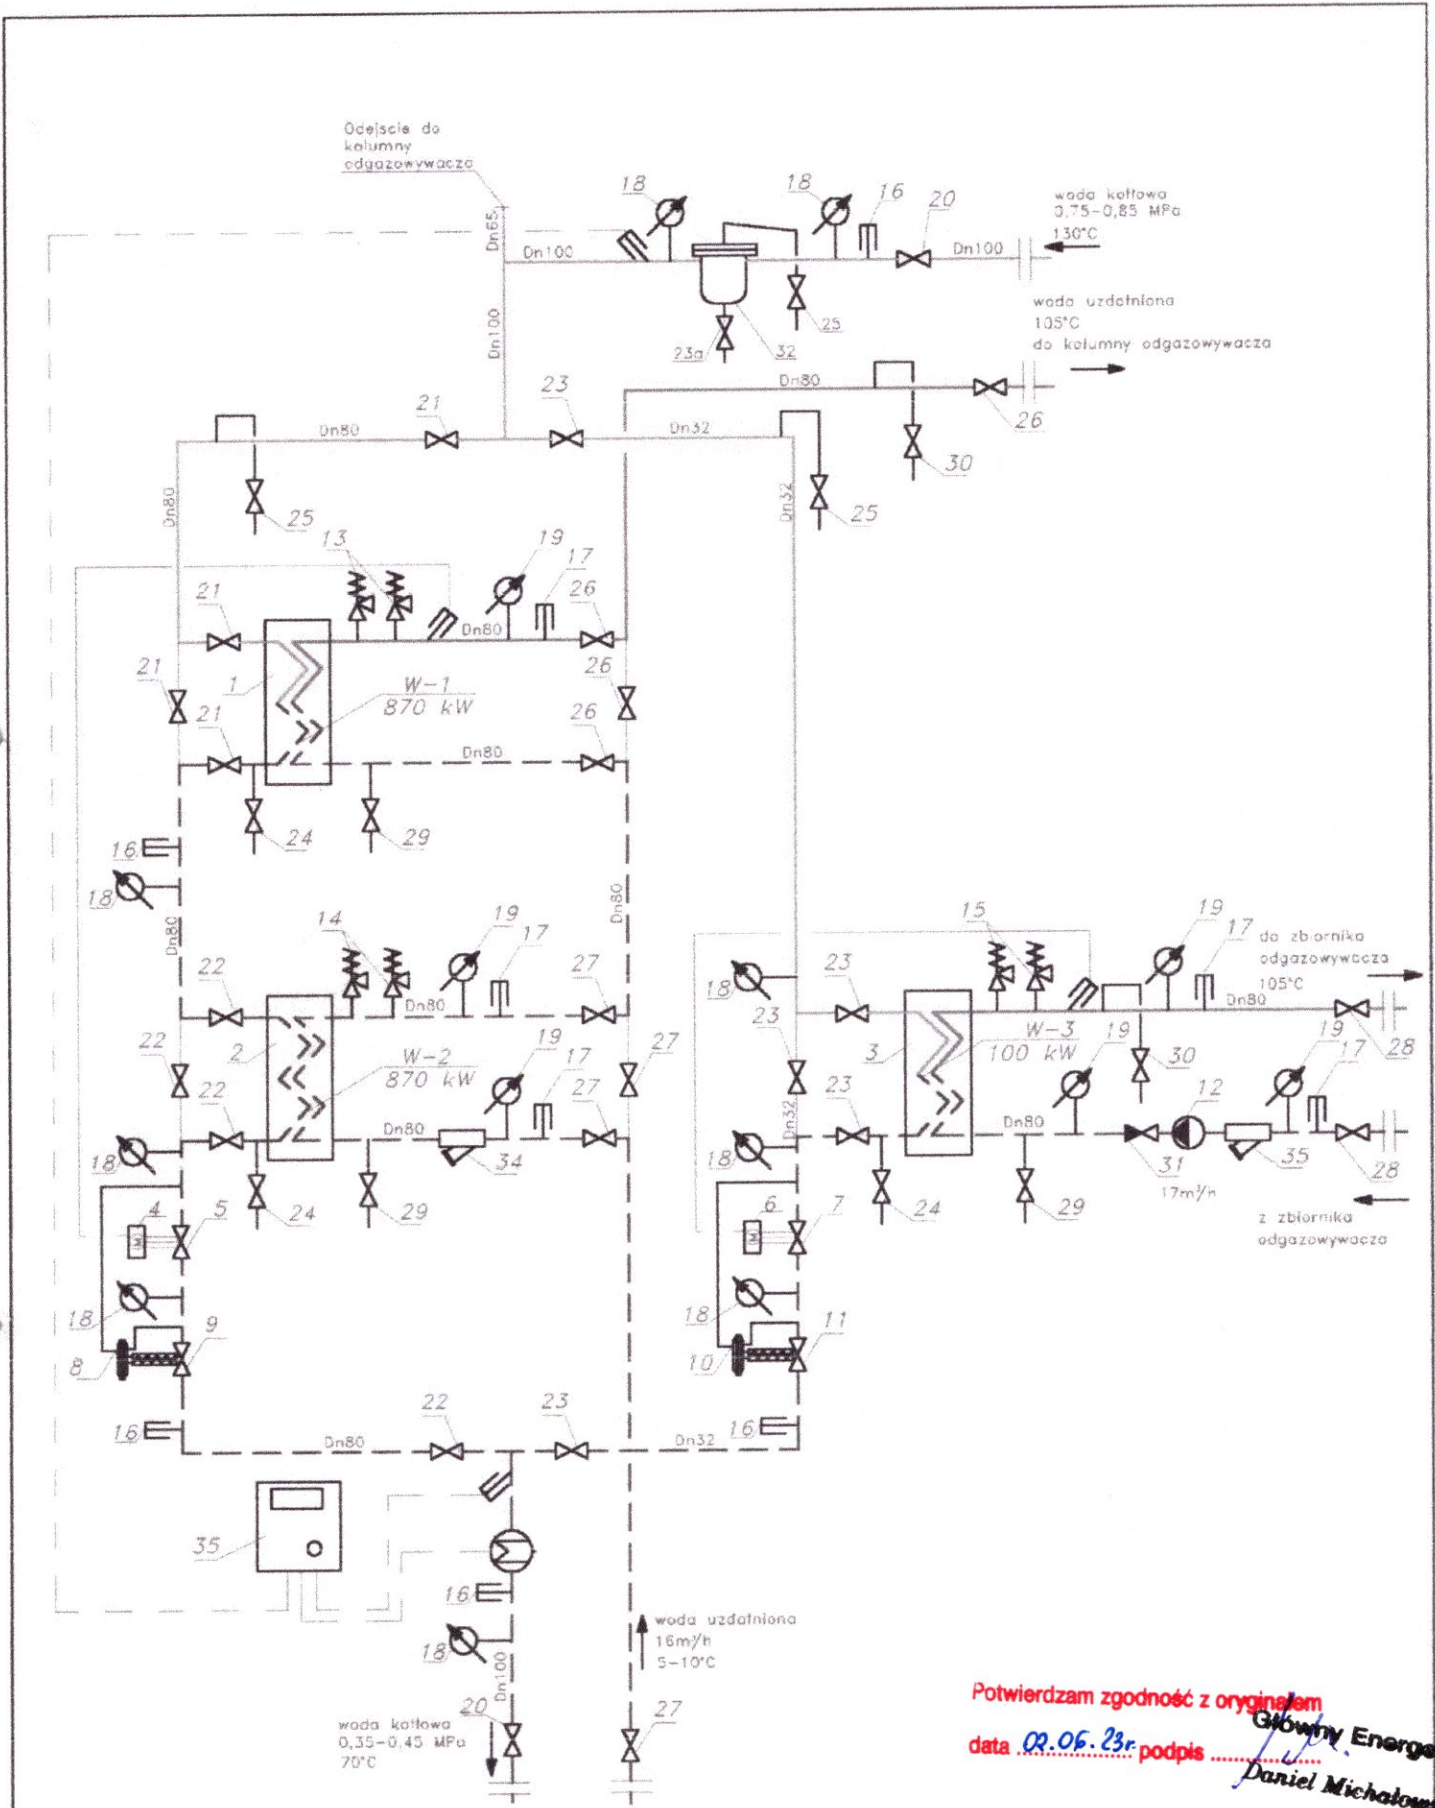 Odejscie do
kolumny
odgazowywacza
18
18
16
20
woda kotłowa
0,75-0,85 MPa
130°C
Dn65
Dn100
Dn100
Dn100
25
23a
32
woda uzdatniona
105°C
do kolumny odgazowywacza
Dn80
26
30
21
23
Dn80
Dn32
Dn80
25
Dn32
25
13
19
17
21
26
Dn80
21
1
W-1
870 kW
26
21
Dn80
26
24
29
16
18
Dn80
Dn80
14
19
17
22
27
Dn80
22
2
W-2
870 kW
19
17
27
22
27
Dn80
18
34
24
29
4
5
18
9
8
16
18
23
15
19
17
do zbiornika
odgazowywacza
105°C
Dn80
23
3
W-3
100 kW
19
30
12
19
17
28
23
Dn32
Dn80
18
31
35
28
17m³/h
24
29
z zbiornika
odgazowywacza
6
7
18
11
10
16
22
23
Dn80
Dn32
35
16
18
Dn100
woda uzdatniona
16m³/h
5-10°C
20
27
woda kotłowa
0,35-0,45 MPa
70°C
Potwierdzam zgodność z oryginałem
data 02.06.23r. podpis
Główny Energe
Daniel Michałows